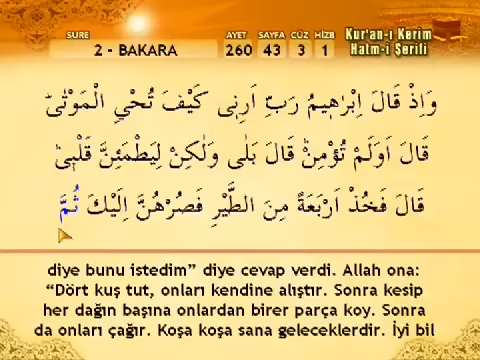 SURE AYET SAYFA CÜZ HİZB Kur'an-ı Kerim
2 - BAKARA 260 43 3 1 Hatm-i Şerifi
وَاِذْ قَالَ اِبْرٰه۪يمُ رَبِّ اَرِن۪ي كَيْفَ تُحْيِ الْمَوْتٰىۜ
قَالَ اَوَلَمْ تُؤْمِنْۜ قَالَ بَلٰى وَلٰكِنْ لِيَطْمَئِنَّ قَلْب۪يۜ
قَالَ فَخُذْ اَرْبَعَةً مِنَ الطَّيْرِ فَصُرْهُنَّ اِلَيْكَ ثُمَّ
diye bunu istedim” diye cevap verdi. Allah ona:
“Dört kuş tut, onları kendine alıştır. Sonra kesip
her dağın başına onlardan birer parça koy. Sonra
da onları çağır. Koşa koşa sana geleceklerdir. İyi bil